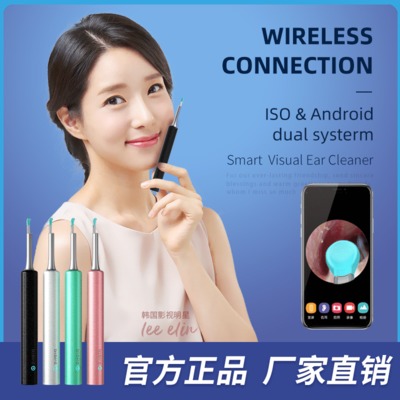 WIRELESS
CONNECTION
ISO & Android
dual systerm
Smart Visual Ear Cleaner
韩国影视明星
lee elin
官方正品 厂家直销